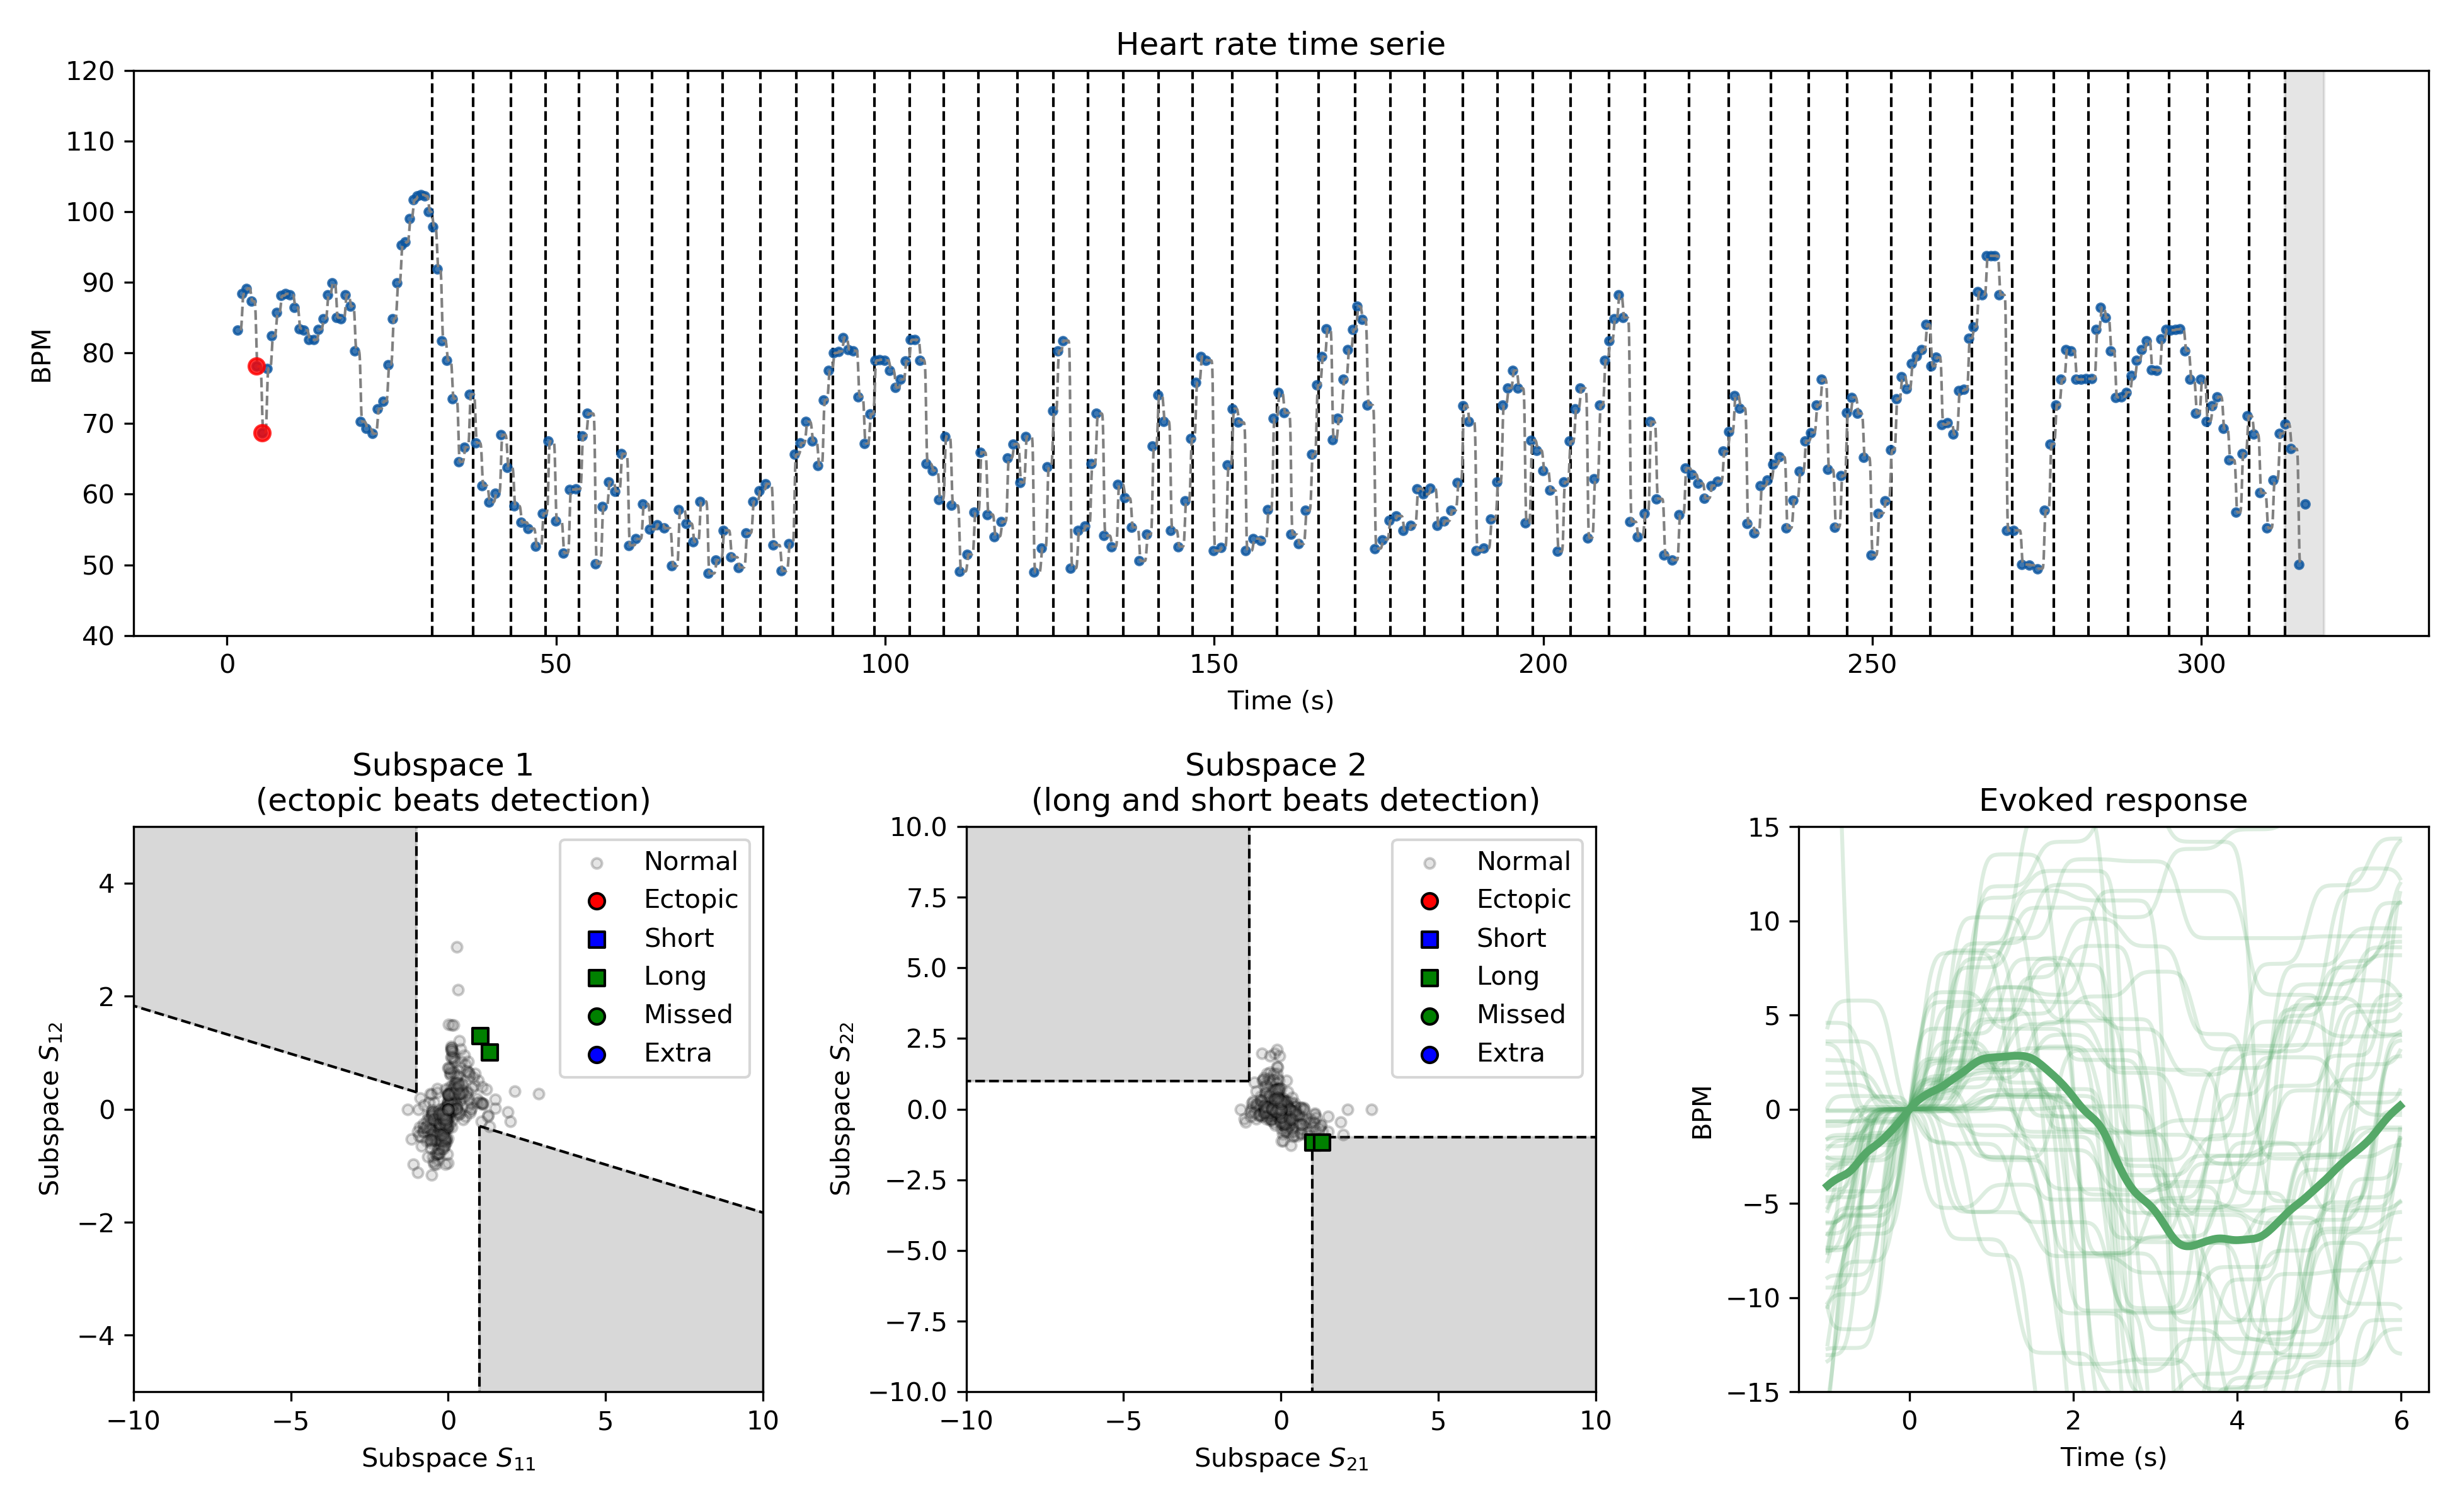 Heart rate time serie
120
110
100
90
80
70
60
50
40
BPM
0 50 100 150 200 250 300
Time (s)
Subspace 1
(ectopic beats detection)
4
2
0
−2
−4
Subspace S12
−10 −5 0 5 10
Subspace S11
Normal
Ectopic
Short
Long
Missed
Extra
Subspace 2
(long and short beats detection)
10.0
7.5
5.0
2.5
0.0
−2.5
−5.0
−7.5
−10.0
Subspace S22
−10 −5 0 5 10
Subspace S21
Normal
Ectopic
Short
Long
Missed
Extra
Evoked response
15
10
5
0
−5
−10
−15
BPM
0 2 4 6
Time (s)